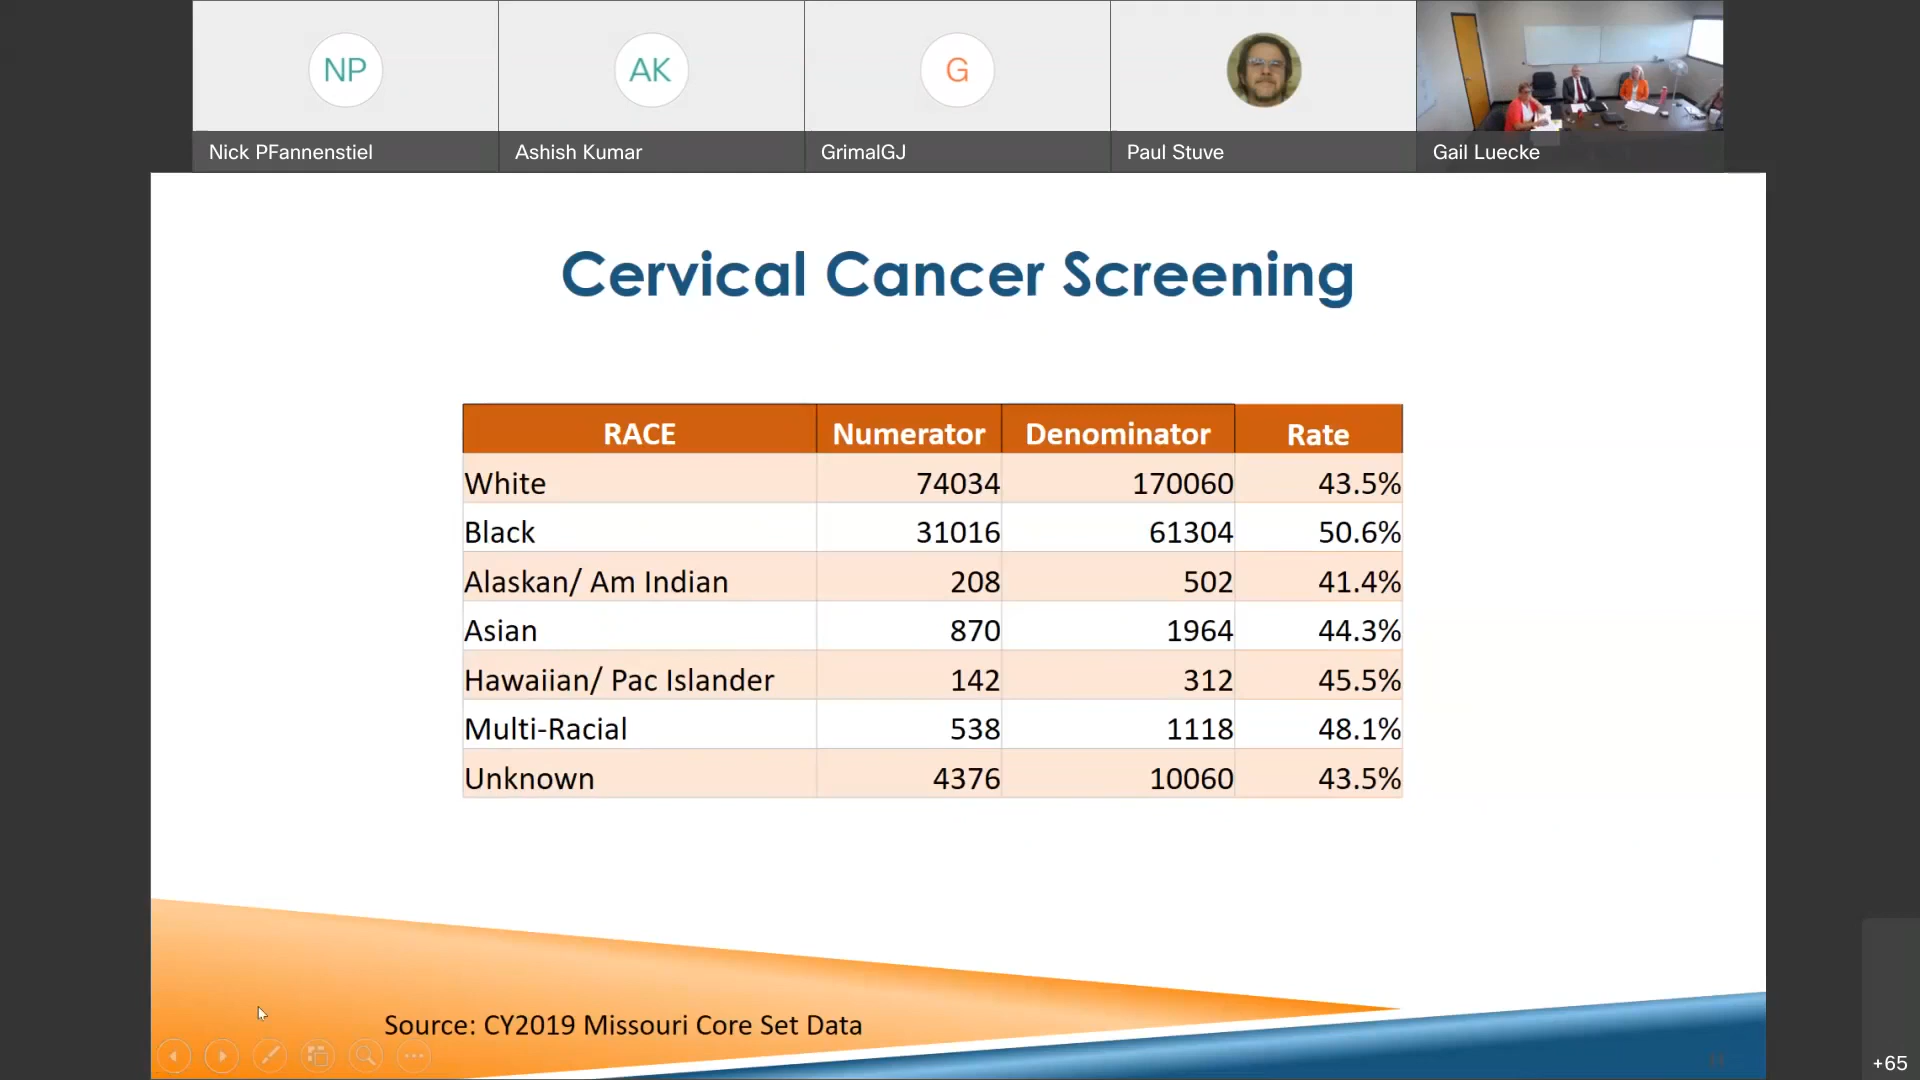 NP
AK
G
Nick PFannenstiel
Ashish Kumar
GrimalGJ
Paul Stuve
Gail Luecke
Cervical Cancer Screening
RACE Numerator Denominator Rate
White 74034 170060 43.5%
Black 31016 61304 50.6%
Alaskan/ Am Indian 208 502 41.4%
Asian 870 1964 44.3%
Hawaiian/ Pac Islander 142 312 45.5%
Multi-Racial 538 1118 48.1%
Unknown 4376 10060 43.5%
Source: CY2019 Missouri Core Set Data
+65